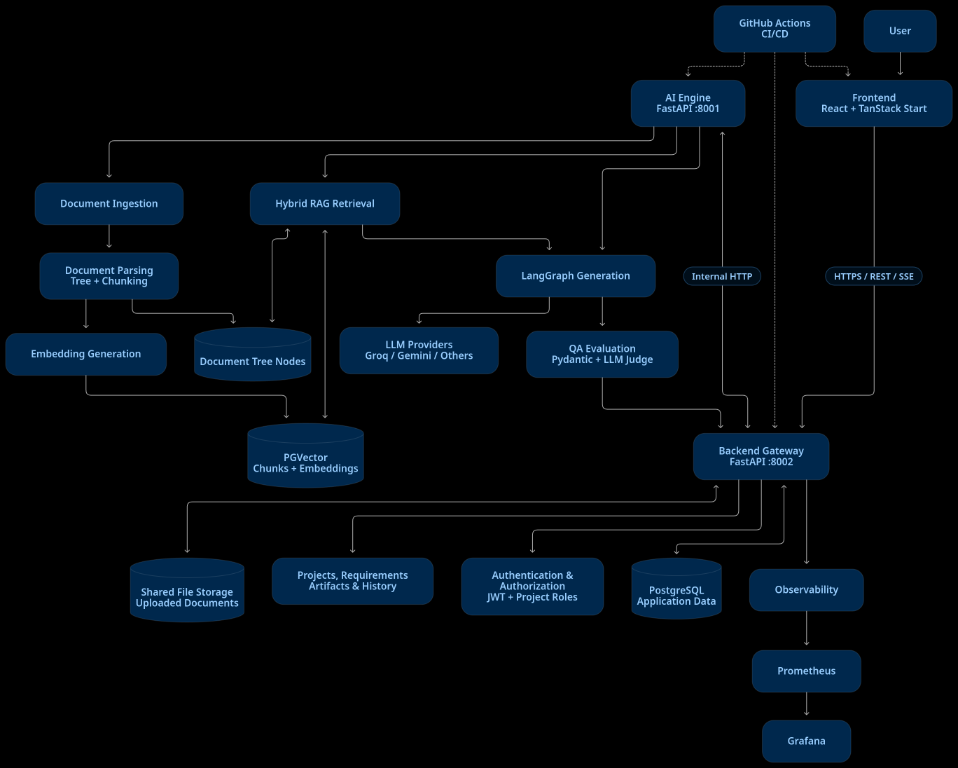 GitHub Actions
CI/CD
User
AI Engine
FastAPI :8001
Frontend
React + TanStack Start
Document Ingestion
Hybrid RAG Retrieval
Document Parsing
Tree + Chunking
LangGraph Generation
Internal HTTP
HTTPS / REST / SSE
Embedding Generation
Document Tree Nodes
LLM Providers
Groq / Gemini / Others
QA Evaluation
Pydantic + LLM Judge
PGVector
Chunks + Embeddings
Backend Gateway
FastAPI :8002
Shared File Storage
Uploaded Documents
Projects, Requirements
Artifacts & History
Authentication &
Authorization
JWT + Project Roles
PostgreSQL
Application Data
Observability
Prometheus
Grafana